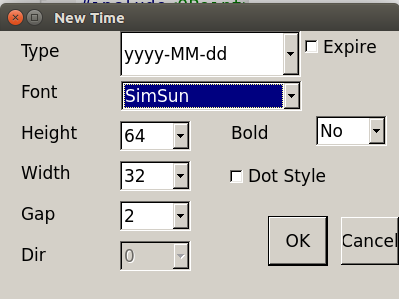 New Time
Type yyyy-MM-dd Expire
Font SimSun
Height 64 Bold No
Width 32 Dot Style
Gap 2
Dir 0
OK Cancel